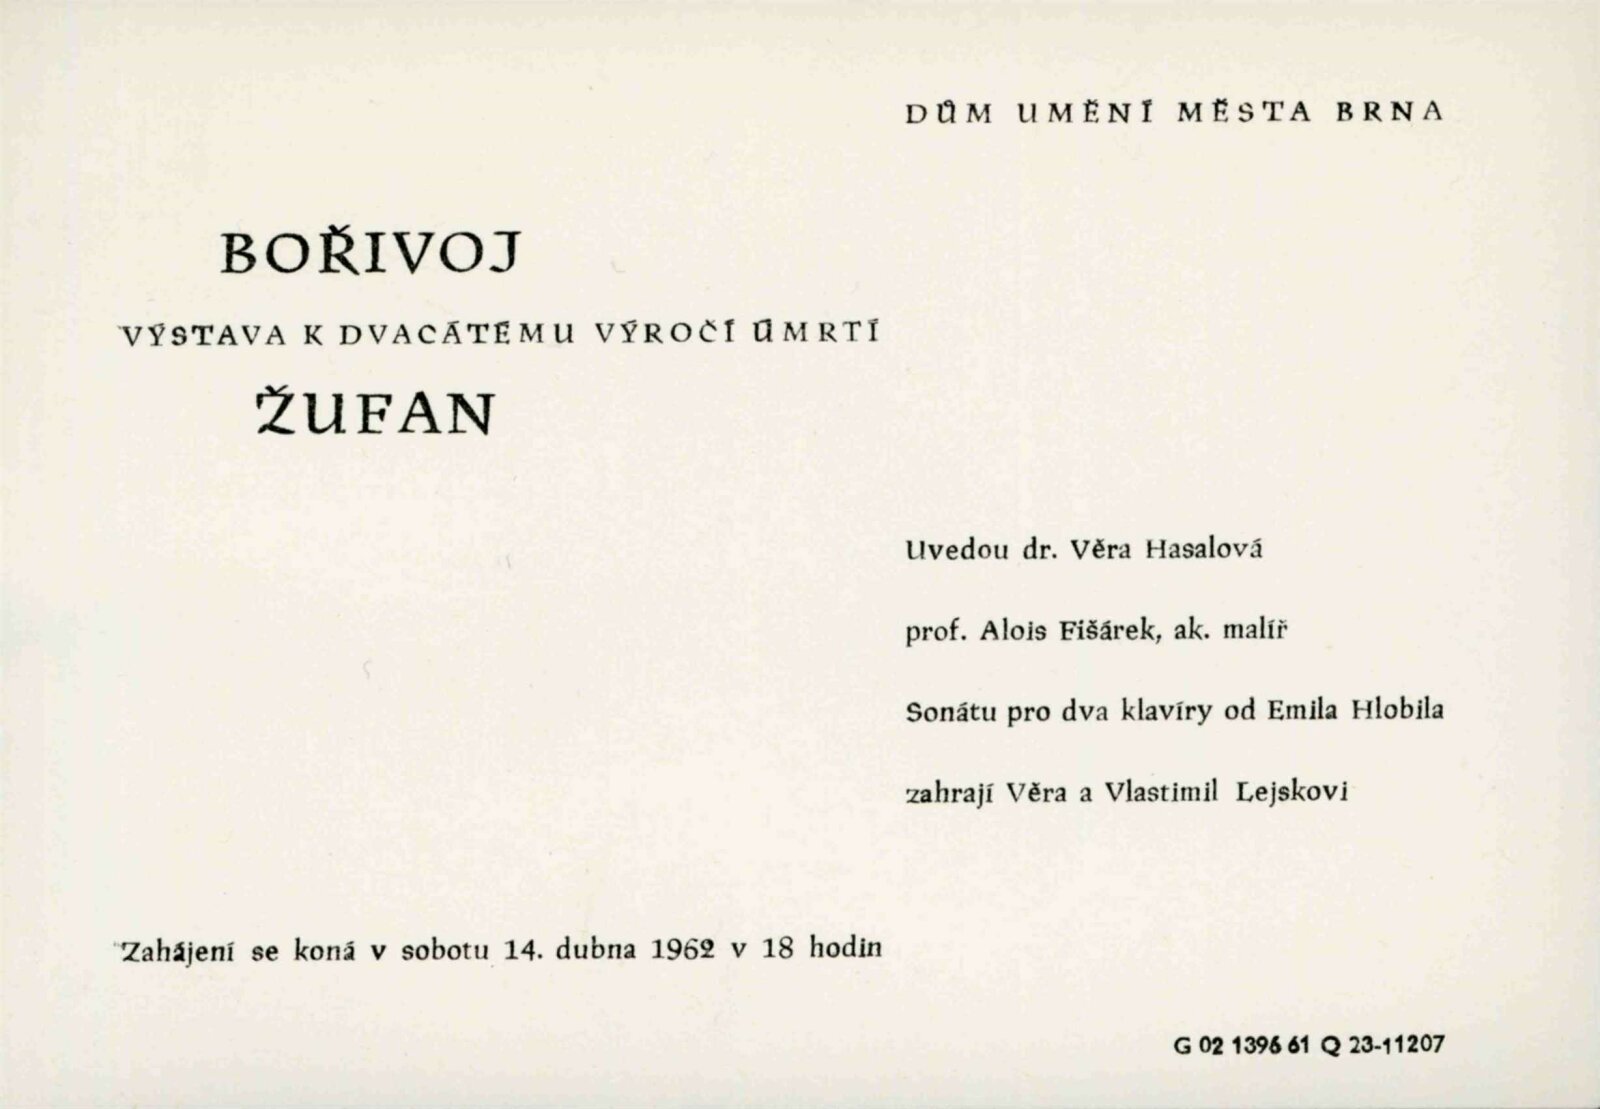 DŮM UMĚNÍ MĚSTA BRNA
BOŘIVOJ
VÝSTAVA K DVACÁTÉMU VÝROČÍ ÚMRTÍ
ŽUFAN
Uvedou dr. Věra Hasalová
prof. Alois Fišárek, ak. malíř
Sonátu pro dva klavíry od Emila Hlobila
zahrají Věra a Vlastimil Lejskovi
Zahájení se koná v sobotu 14. dubna 1962 v 18 hodin
G 02 1396 61 Q 23-11207